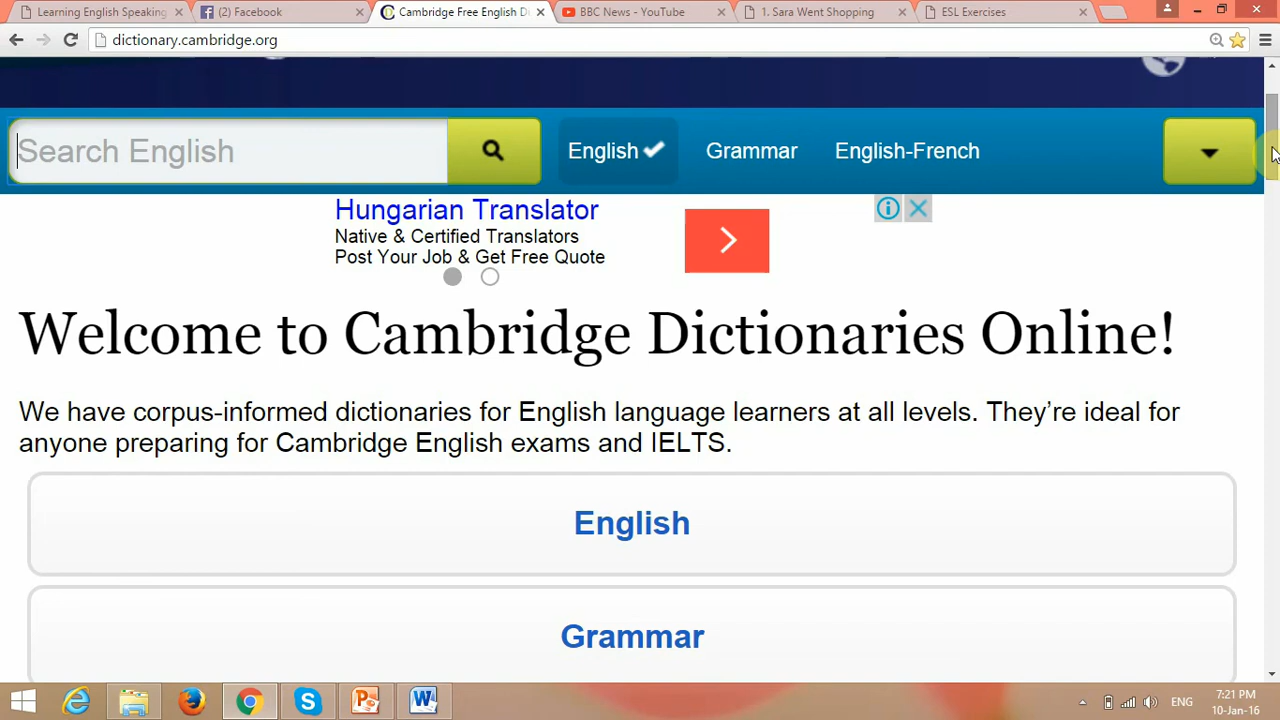 Learning English Speaking
(2) Facebook
Cambridge Free English Di
BBC News - YouTube
1. Sara Went Shopping
ESL Exercises
dictionary.cambridge.org
Search English
English
Grammar
English-French
Hungarian Translator
Native & Certified Translators
Post Your Job & Get Free Quote
Welcome to Cambridge Dictionaries Online!
We have corpus-informed dictionaries for English language learners at all levels. They’re ideal for
anyone preparing for Cambridge English exams and IELTS.
English
Grammar
ENG
7:21 PM
10-Jan-16